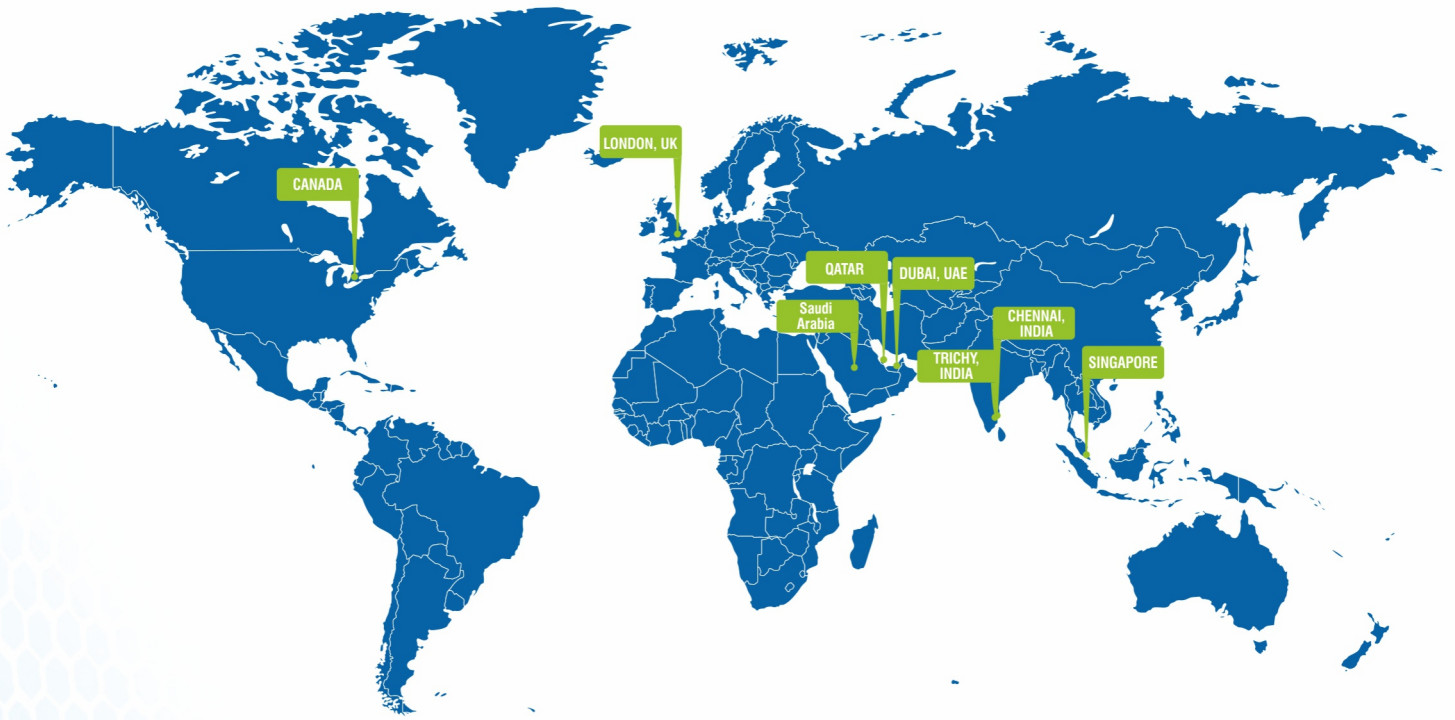 LONDON, UK
CANADA
QATAR
DUBAI, UAE
Saudi
Arabia
CHENNAI,
INDIA
TRICHY,
INDIA
SINGAPORE